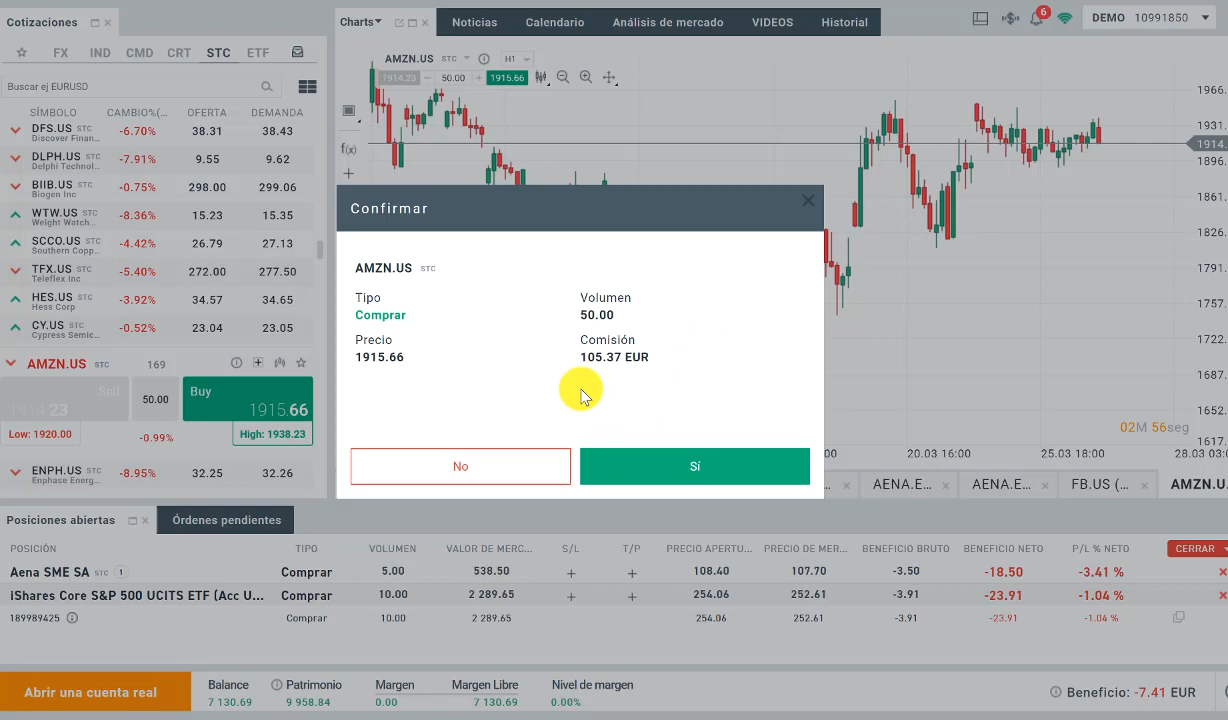 Cotizaciones
Charts
Noticias
Calendario
Análisis de mercado
VIDEOS
Historial
6
DEMO 10991850
FX IND CMD CRT STC ETF
Buscar ej EURUSD
SÍMBOLO CAMBIO%(... OFERTA DEMANDA
DFS.US STC -6.70% 38.31 38.43
Discover Finan...
DLPH.US STC -7.91% 9.55 9.62
Delphi Technol...
BIIB.US STC -0.75% 298.00 299.06
Biogen Inc
WTW.US STC -8.36% 15.23 15.35
Weight Watch...
SCCO.US STC -4.42% 26.79 27.13
Southern Copp...
TFX.US STC -5.40% 272.00 277.50
Teleflex Inc
HES.US STC -3.92% 34.57 34.65
Hess Corp
CY.US STC -0.52% 23.04 23.05
Cypress Semic...
AMZN.US STC 169
Sell
1914.23
50.00
Buy
1915.66
Low: 1920.00
-0.99%
High: 1938.23
ENPH.US STC -8.95% 32.25 32.26
Enphase Energ...
AMZN.US STC H1
1914.23 50.00 1915.66
f(x)
1966.
1931.
1914.
1896.
1861.
1826.
1791.
1757.
1722.
1687.
1652.
1617.
02M 56seg
:00 20.03 16:00 25.03 18:00 28.03 03:
Confirmar
AMZN.US STC
Tipo
Comprar
Volumen
50.00
Precio
1915.66
Comisión
105.37 EUR
No
Sí
... AENA.E... AENA.E... FB.US (... AMZN.U
Posiciones abiertas
Órdenes pendientes
POSICIÓN TIPO VOLUMEN VALOR DE MERC... S/L T/P PRECIO APERTU... PRECIO DE MER... BENEFICIO BRUTO BENEFICIO NETO P/L % NETO CERRAR
Aena SME SA STC 1 Comprar 5.00 538.50 + + 108.40 107.70 -3.50 -18.50 -3.41 %
iShares Core S&P 500 UCITS ETF (Acc U... Comprar 10.00 2 289.65 + + 254.06 252.61 -3.91 -23.91 -1.04 %
189989425 Comprar 10.00 2 289.65 254.06 252.61 -3.91 -23.91 -1.04 %
Abrir una cuenta real
Balance
7 130.69
Patrimonio
9 958.84
Margen
0.00
Margen Libre
7 130.69
Nivel de margen
0.00%
Beneficio: -7.41 EUR